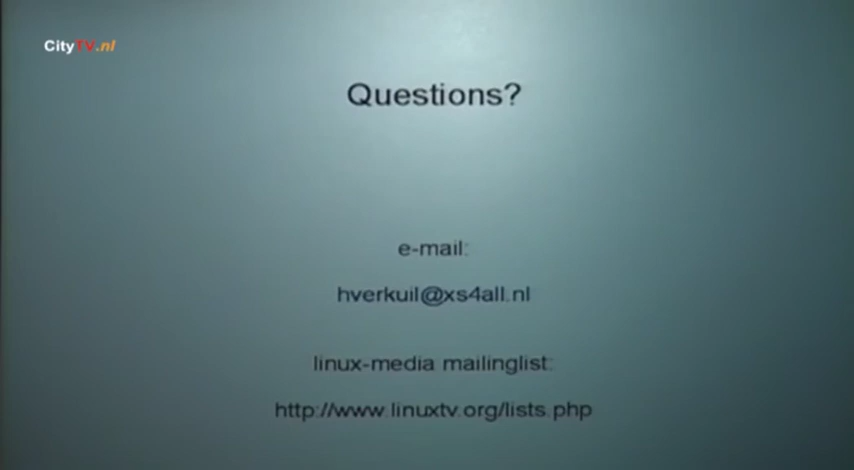 CityTV.nl
Questions?
e-mail:
hverkuil@xs4all.nl
linux-media mailinglist:
http://www.linuxtv.org/lists.php